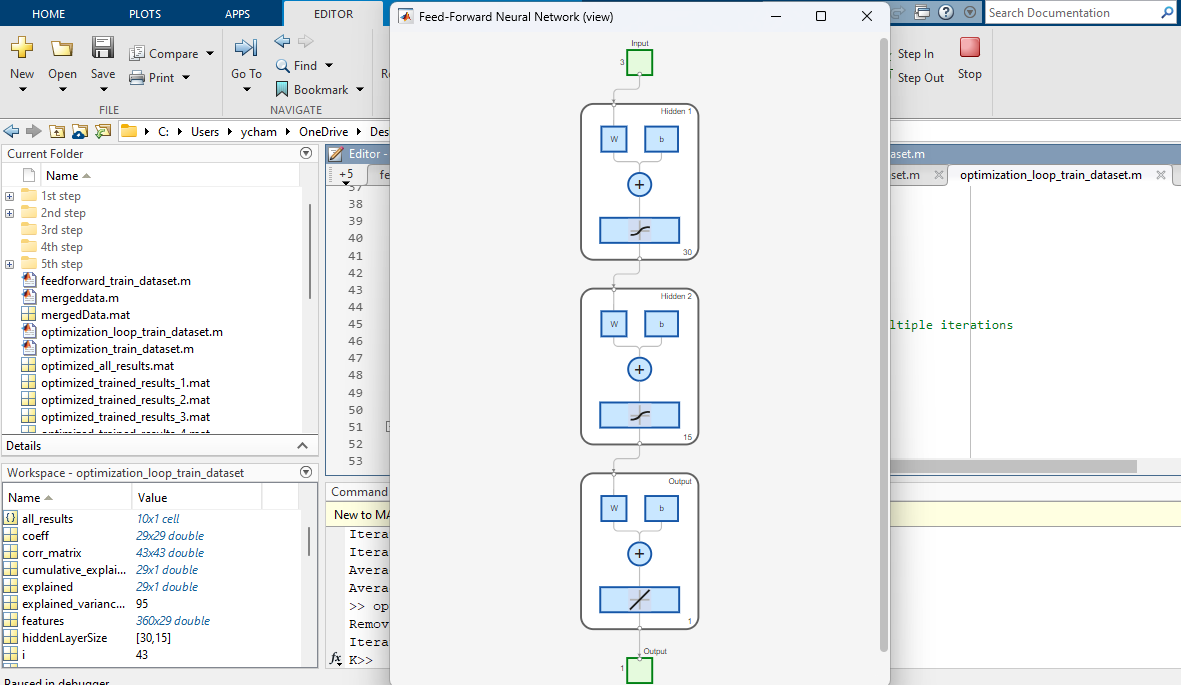 HOME PLOTS APPS EDITOR
Feed-Forward Neural Network (view)
Search Documentation
New Open Save Compare Print
FILE
Go To Find Bookmark
NAVIGATE
Step In
Step Out
Stop
C: Users ycham OneDrive
Current Folder
Name
1st step
2nd step
3rd step
4th step
5th step
feedforward_train_dataset.m
mergeddata.m
mergedData.mat
optimization_loop_train_dataset.m
optimization_train_dataset.m
optimized_all_results.mat
optimized_trained_results_1.mat
optimized_trained_results_2.mat
optimized_trained_results_3.mat
optimized_trained_results_4.mat
Details
Workspace - optimization_loop_train_dataset
Name Value
all_results 10x1 cell
coeff 29x29 double
corr_matrix 43x43 double
cumulative_explai... 29x1 double
explained 29x1 double
explained_varianc... 95
features 360x29 double
hiddenLayerSize [30,15]
i 43
Paused in debugger
Editor -
aset.m
+5 fe
set.m optimization_loop_train_dataset.m
37
38
39
40
41
42
43
44
45
46
47
48
49
50
51
52
53
ltiple iterations
Command
New to MA
Itera
Itera
Avera
Avera
>> op
Remov
Itera
fx K>>
Input
3
Hidden 1
W b
+
30
Hidden 2
W b
+
15
Output
W b
+
1
Output
1